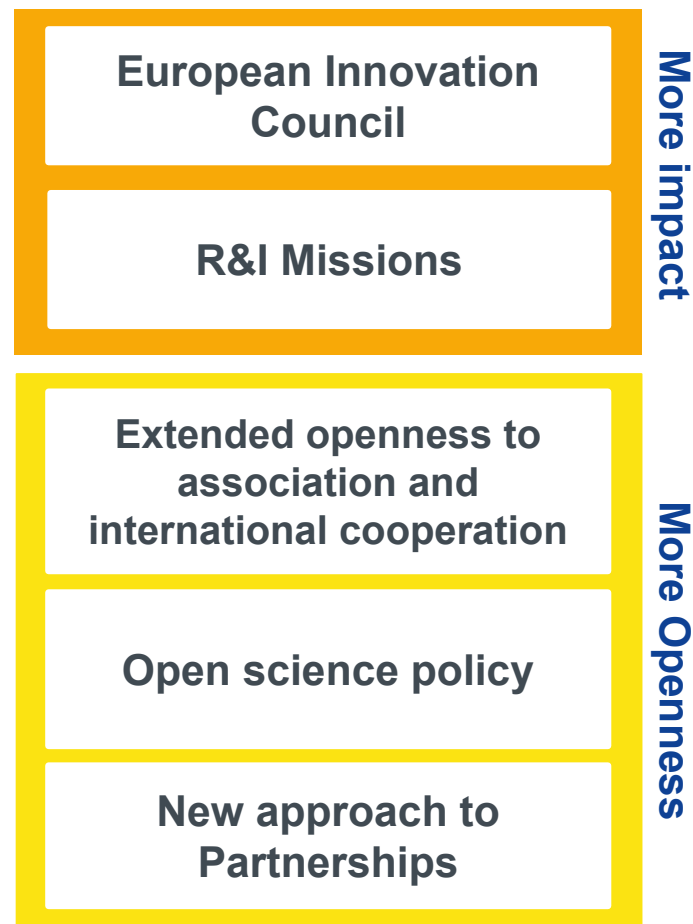 European Innovation
Council
R&I Missions
More impact
Extended openness to
association and
international cooperation
Open science policy
New approach to
Partnerships
More Openness